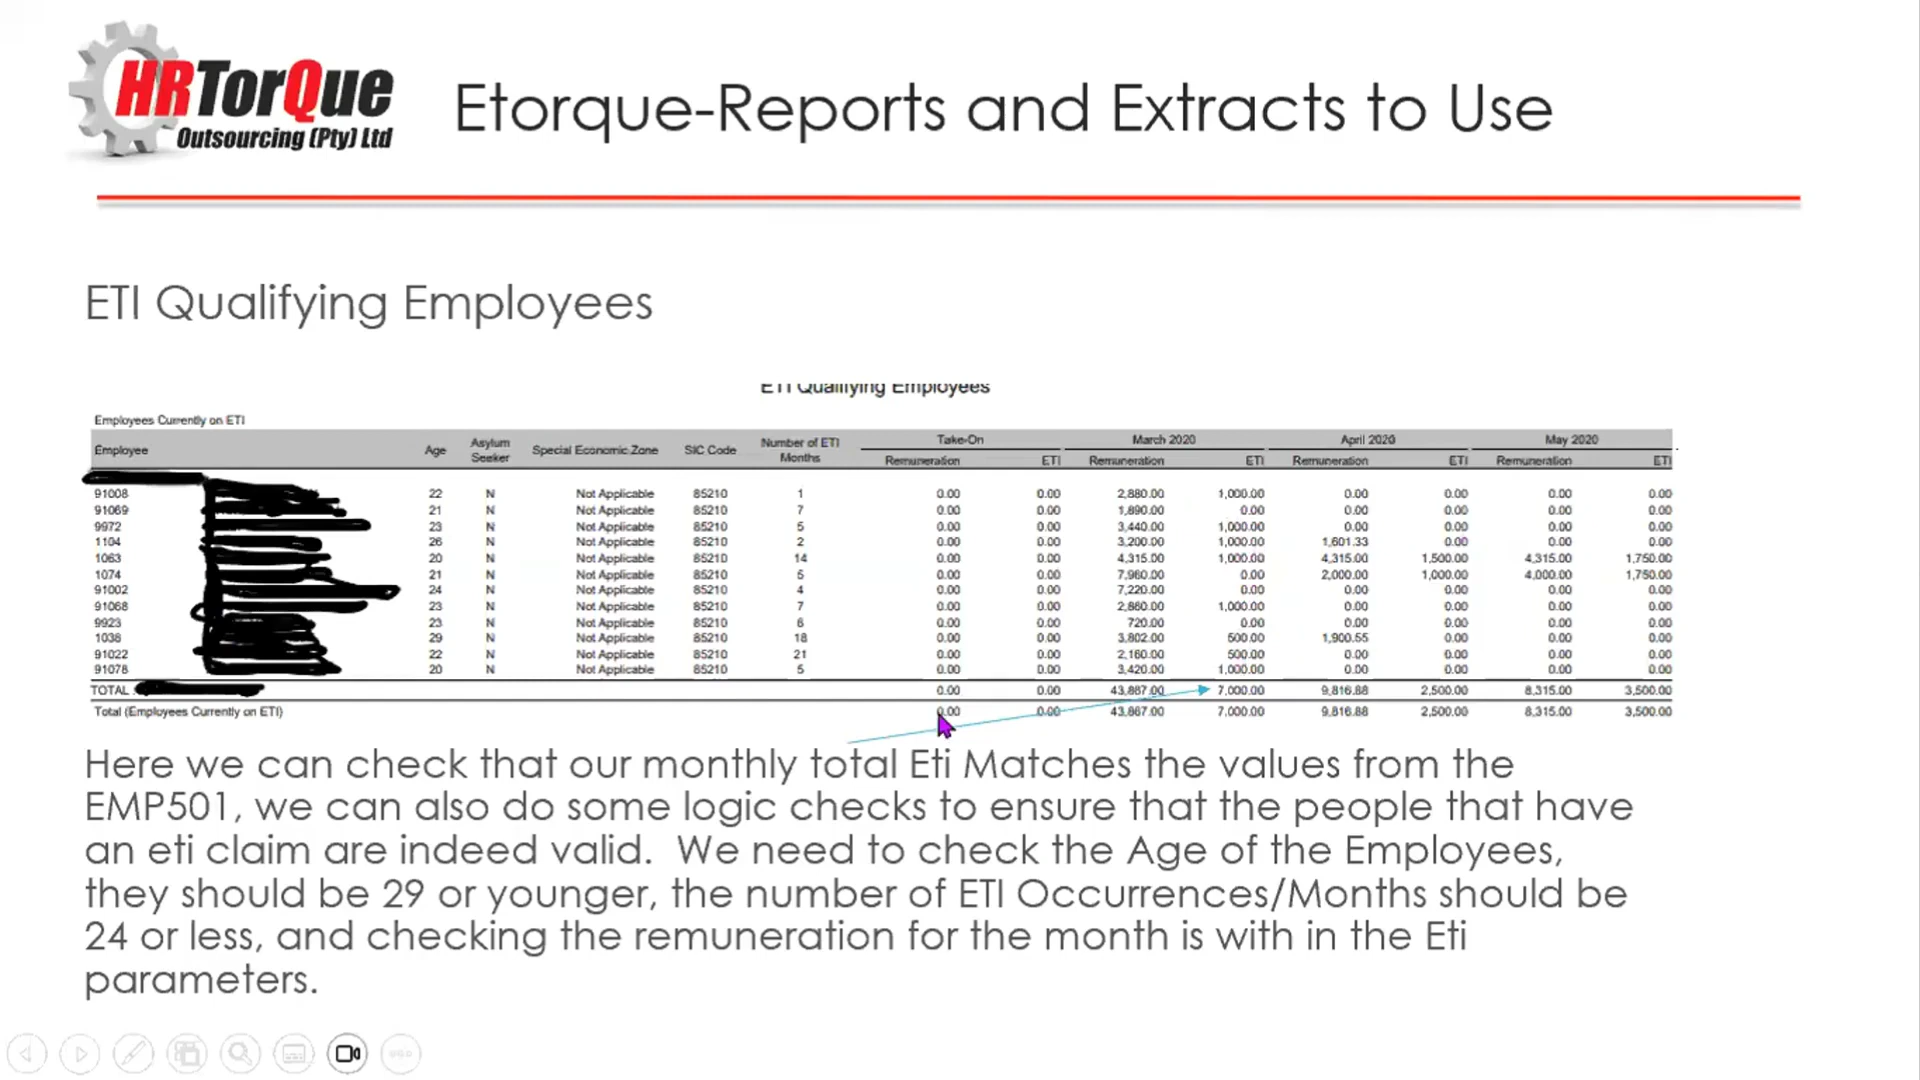 HRTorQue
Outsourcing (Pty) Ltd
Etorque-Reports and Extracts to Use
ETI Qualifying Employees
ETI Qualifying Employees
Employees Currently on ETI
Employee Age Asylum Seeker Special Economic Zone SIC Code Number of ETI Months Take-On March 2020 April 2020 May 2020
Remuneration ETI Remuneration ETI Remuneration ETI Remuneration ETI
91008 22 N Not Applicable 85210 1 0.00 0.00 2,880.00 1,000.00 0.00 0.00 0.00 0.00
91069 21 N Not Applicable 85210 7 0.00 0.00 1,890.00 0.00 0.00 0.00 0.00 0.00
9972 23 N Not Applicable 85210 5 0.00 0.00 3,440.00 1,000.00 0.00 0.00 0.00 0.00
1104 26 N Not Applicable 85210 2 0.00 0.00 3,200.00 1,000.00 1,601.33 0.00 0.00 0.00
1063 20 N Not Applicable 85210 14 0.00 0.00 4,315.00 1,000.00 4,315.00 1,500.00 4,315.00 1,750.00
1074 21 N Not Applicable 85210 5 0.00 0.00 7,960.00 0.00 2,000.00 1,000.00 4,000.00 1,750.00
91002 24 N Not Applicable 85210 4 0.00 0.00 7,220.00 0.00 0.00 0.00 0.00 0.00
91068 23 N Not Applicable 85210 7 0.00 0.00 2,860.00 1,000.00 0.00 0.00 0.00 0.00
9923 23 N Not Applicable 85210 6 0.00 0.00 720.00 0.00 0.00 0.00 0.00 0.00
1038 29 N Not Applicable 85210 18 0.00 0.00 3,802.00 500.00 1,900.55 0.00 0.00 0.00
91022 22 N Not Applicable 85210 21 0.00 0.00 2,160.00 500.00 0.00 0.00 0.00 0.00
91078 20 N Not Applicable 85210 5 0.00 0.00 3,420.00 1,000.00 0.00 0.00 0.00 0.00
TOTAL 0.00 0.00 43,867.00 7,000.00 9,816.88 2,500.00 8,315.00 3,500.00
Total (Employees Currently on ETI) 0.00 0.00 43,867.00 7,000.00 9,816.88 2,500.00 8,315.00 3,500.00
Here we can check that our monthly total Eti Matches the values from the
EMP501, we can also do some logic checks to ensure that the people that have
an eti claim are indeed valid. We need to check the Age of the Employees,
they should be 29 or younger, the number of ETI Occurrences/Months should be
24 or less, and checking the remuneration for the month is with in the Eti
parameters.